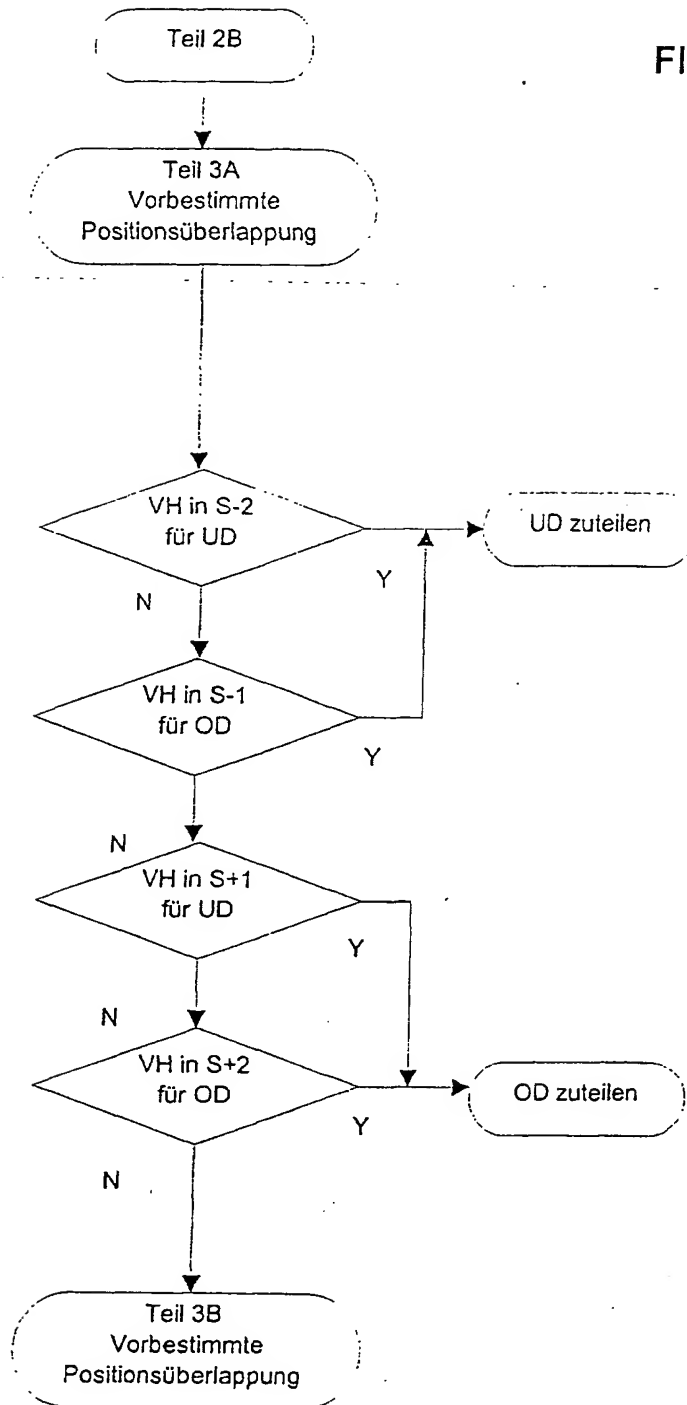 Teil 2B
FI
Teil 3A
Vorbestimmte
Positionsüberlappung
VH in S-2
für UD
UD zuteilen
Y
N
VH in S-1
für OD
Y
N
VH in S+1
für UD
Y
N
VH in S+2
für OD
OD zuteilen
Y
N
Teil 3B
Vorbestimmte
Positionsüberlappung